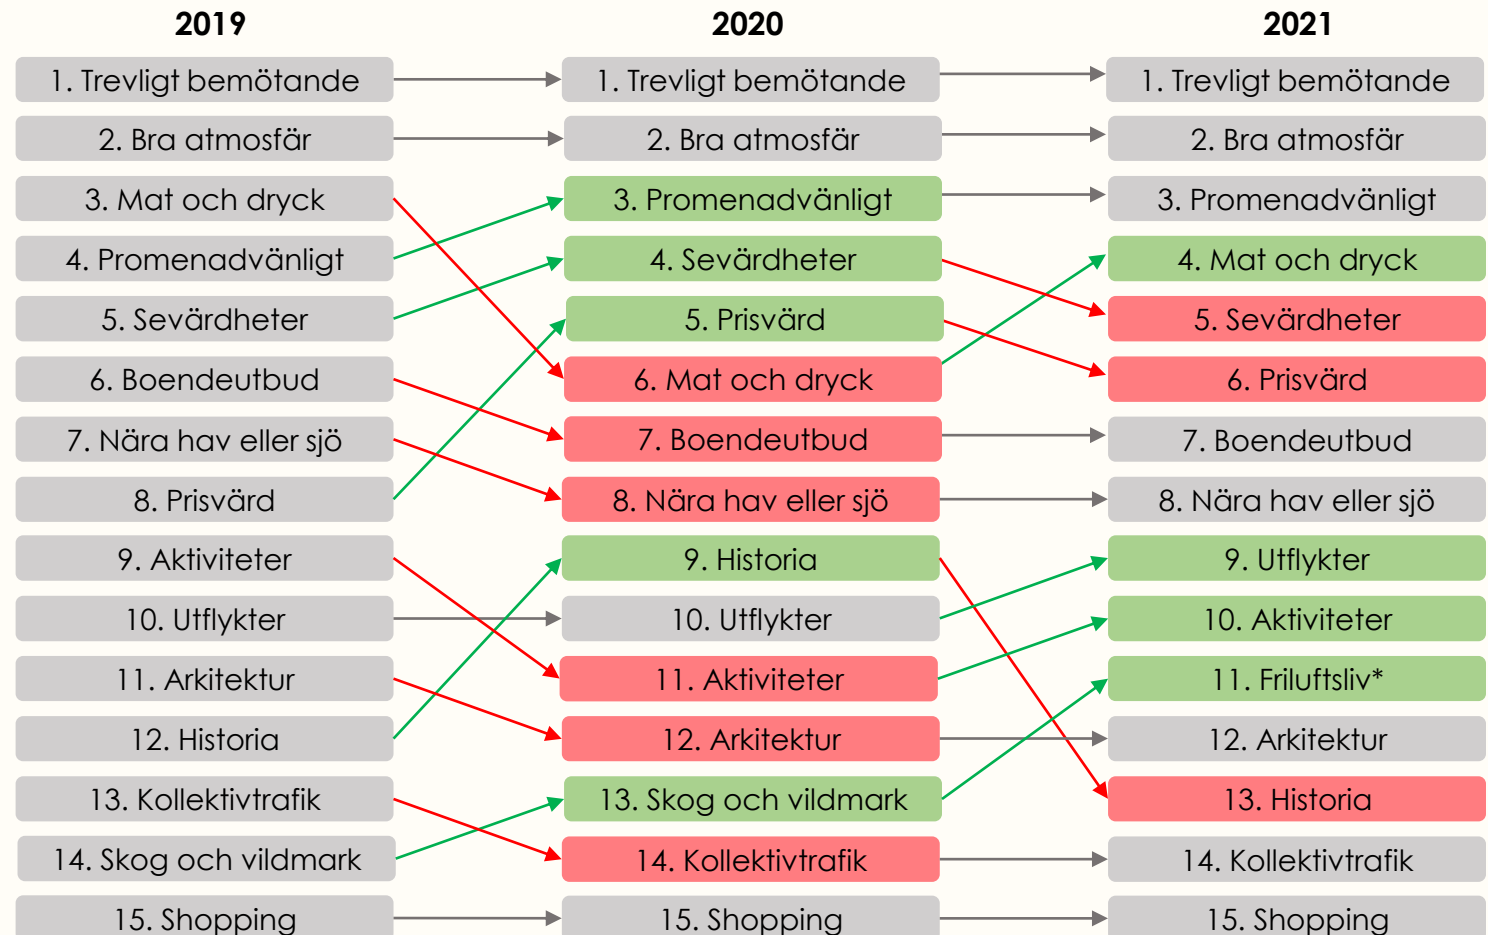 2019 2020 2021
1. Trevligt bemötande 1. Trevligt bemötande 1. Trevligt bemötande
2. Bra atmosfär 2. Bra atmosfär 2. Bra atmosfär
3. Mat och dryck 3. Promenadvänligt 3. Promenadvänligt
4. Promenadvänligt 4. Sevärdheter 4. Mat och dryck
5. Sevärdheter 5. Prisvärd 5. Sevärdheter
6. Boendeutbud 6. Mat och dryck 6. Prisvärd
7. Nära hav eller sjö 7. Boendeutbud 7. Boendeutbud
8. Prisvärd 8. Nära hav eller sjö 8. Nära hav eller sjö
9. Aktiviteter 9. Historia 9. Utflykter
10. Utflykter 10. Utflykter 10. Aktiviteter
11. Arkitektur 11. Aktiviteter 11. Friluftsliv*
12. Historia 12. Arkitektur 12. Arkitektur
13. Kollektivtrafik 13. Skog och vildmark 13. Historia
14. Skog och vildmark 14. Kollektivtrafik 14. Kollektivtrafik
15. Shopping 15. Shopping 15. Shopping